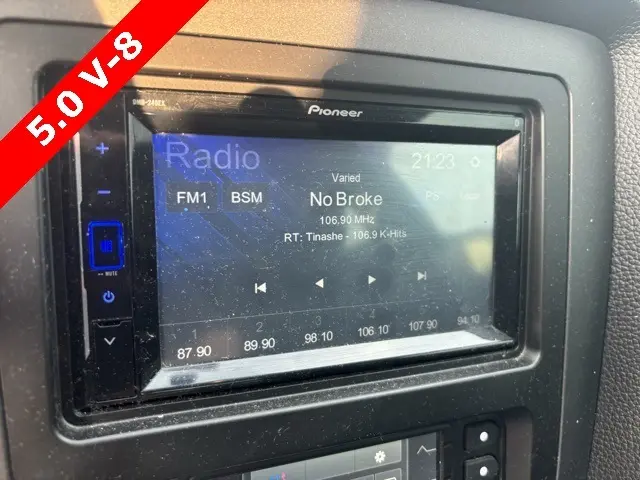 5.0 V-8
Pioneer
Radio
21:23
Varied
FM1
BSM
No Broke
PS
106.90 MHz
RT: Tinashe - 106.9 K-Hits
MUTE
1
2
3
4
87.90
89.90
98.10
106.10
107.90
94.10